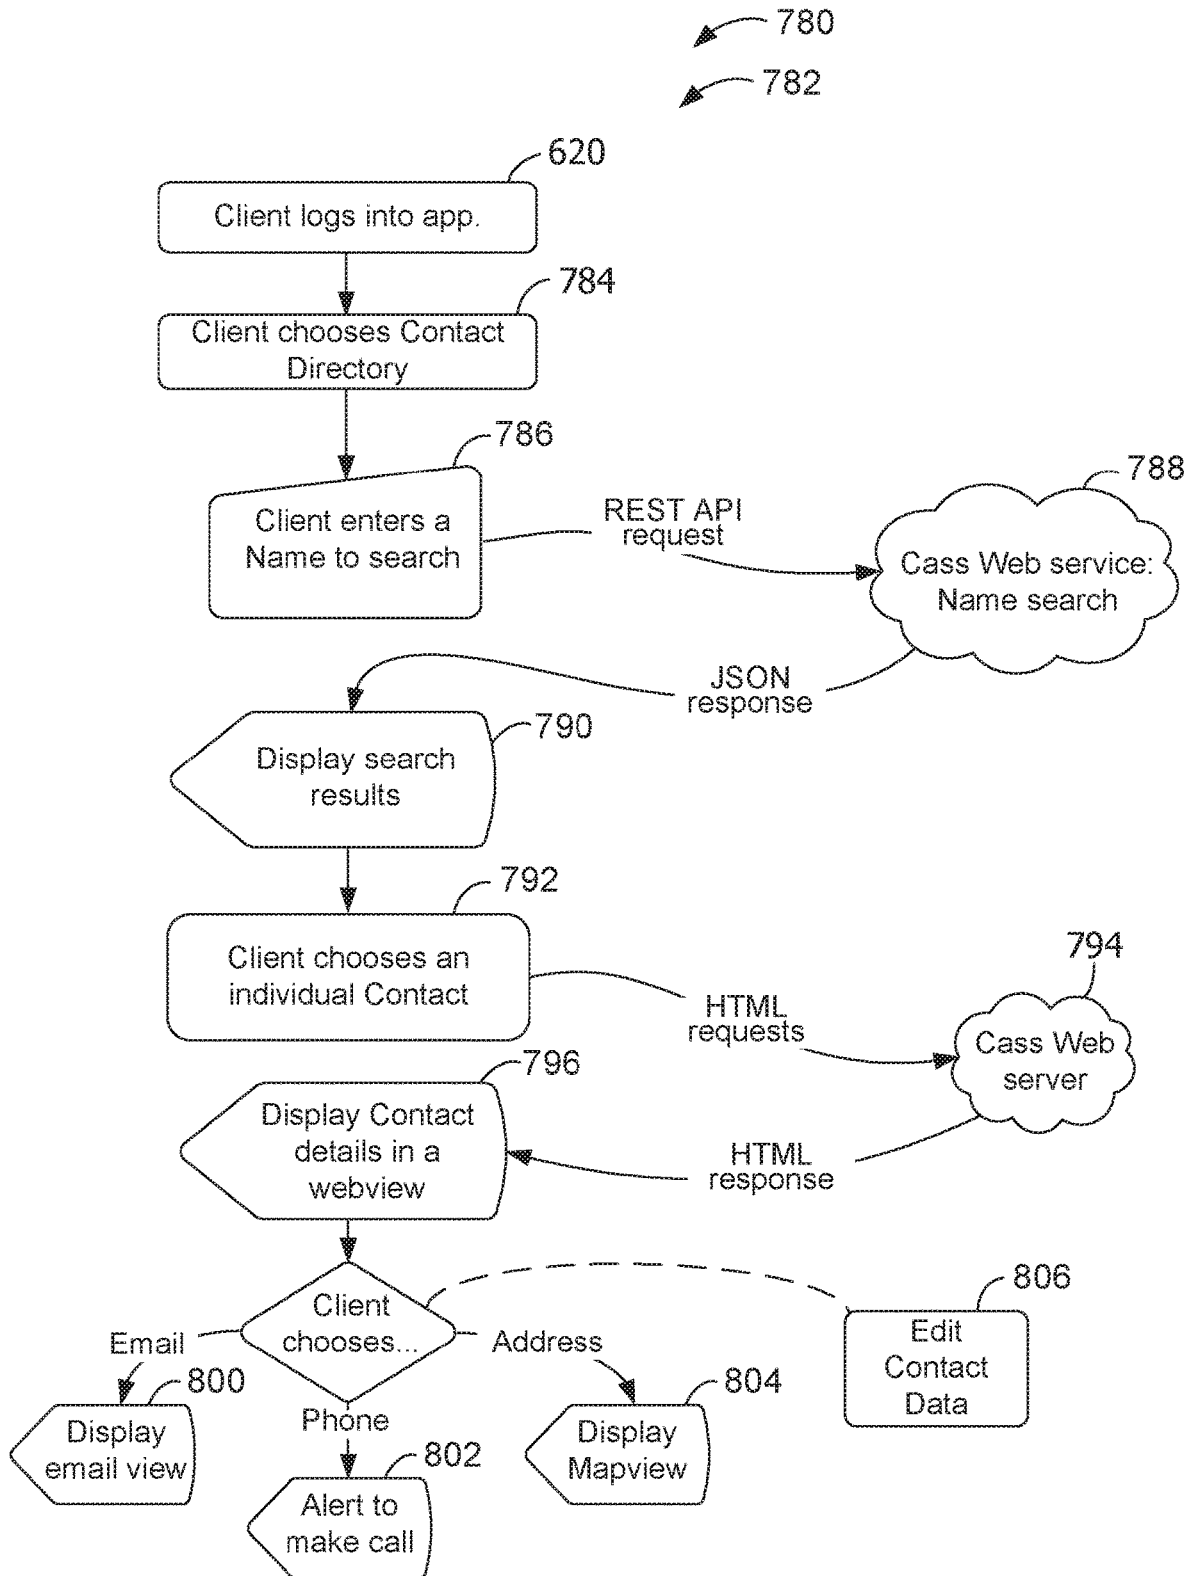 780
782
620
Client logs into app.
784
Client chooses Contact
Directory
786
Client enters a
Name to search
REST API
request
788
Cass Web service:
Name search
JSON
response
790
Display search
results
792
Client chooses an
individual Contact
HTML
requests
794
Cass Web
server
796
Display Contact
details in a
webview
HTML
response
Client
chooses...
Email
Address
Phone
806
Edit
Contact
Data
800
Display
email view
802
Alert to
make call
804
Display
Mapview